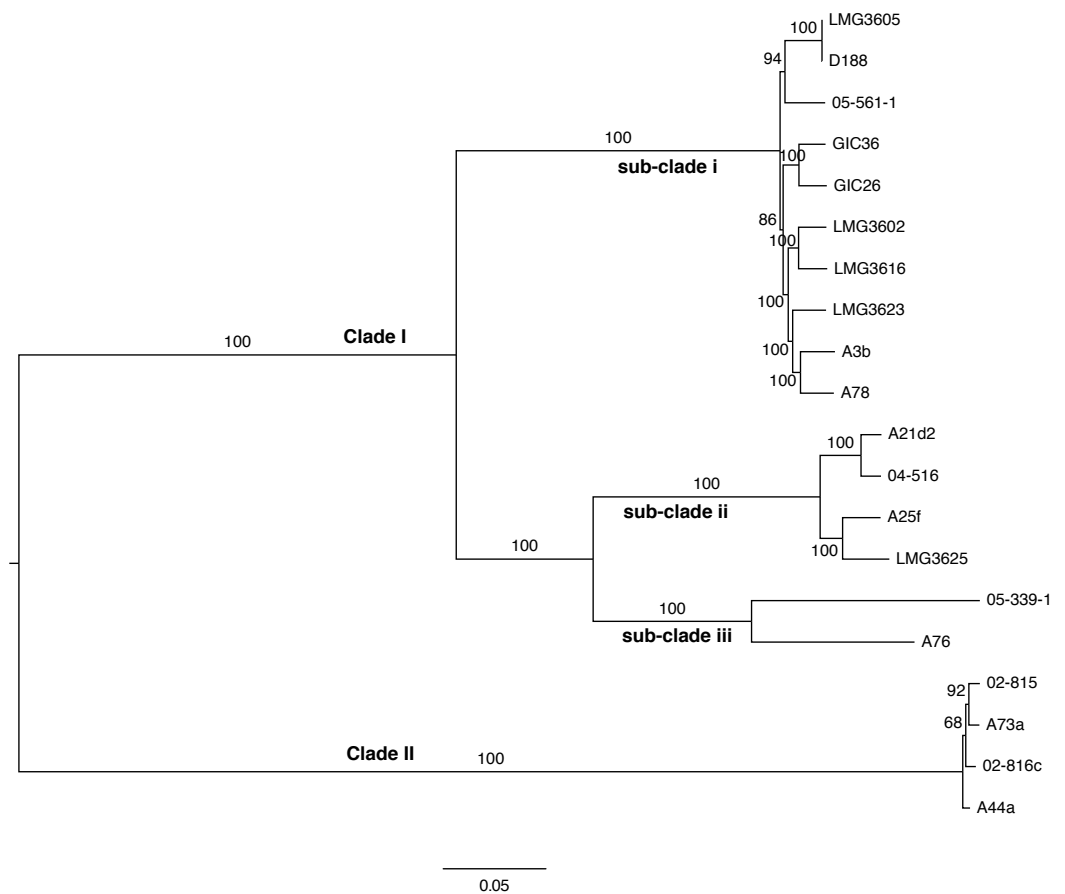 LMG3605
100
D188
94
05-561-1
100
GIC36
100
sub-clade i
GIC26
86
LMG3602
100
LMG3616
100
LMG3623
Clade I
100
100
A3b
100
A78
A21d2
100
04-516
100
sub-clade ii
A25f
100
100
LMG3625
05-339-1
100
sub-clade iii
A76
02-815
92
68
A73a
Clade II
100
02-816c
A44a
0.05